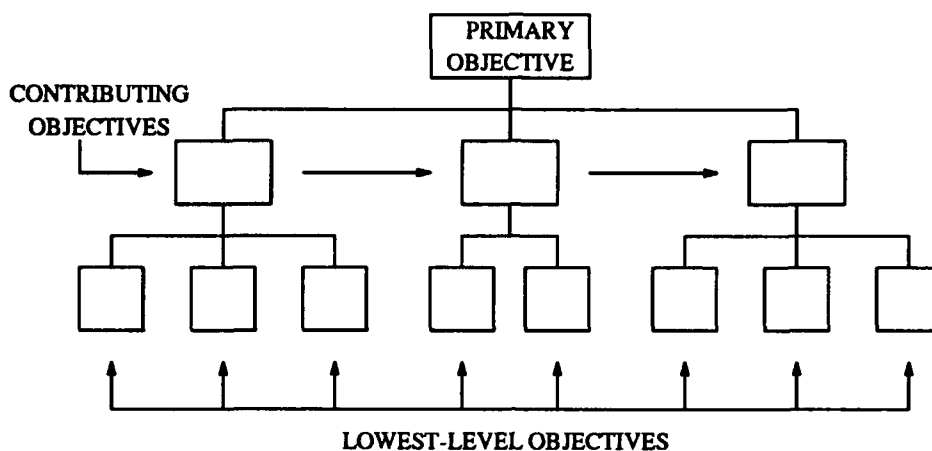 PRIMARY
OBJECTIVE
CONTRIBUTING
OBJECTIVES
LOWEST-LEVEL OBJECTIVES